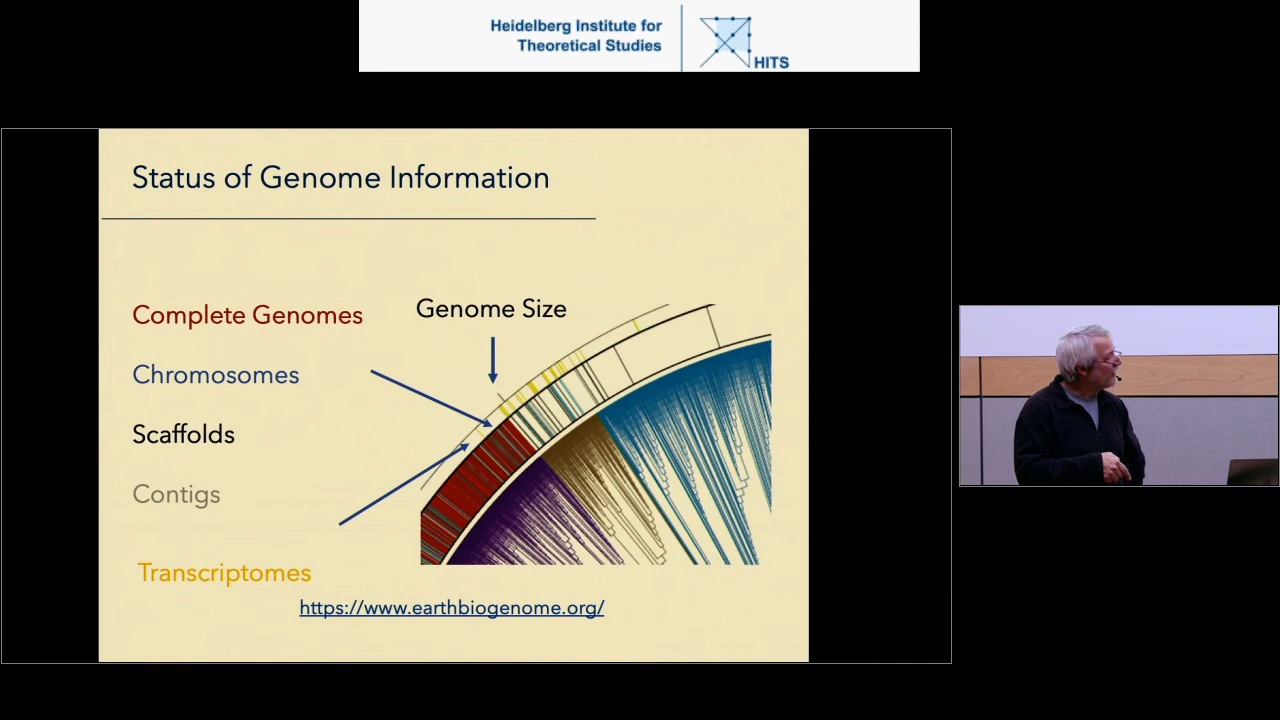 Heidelberg Institute for
Theoretical Studies
HITS
Status of Genome Information
Complete Genomes
Genome Size
Chromosomes
Scaffolds
Contigs
Transcriptomes
https://www.earthbiogenome.org/